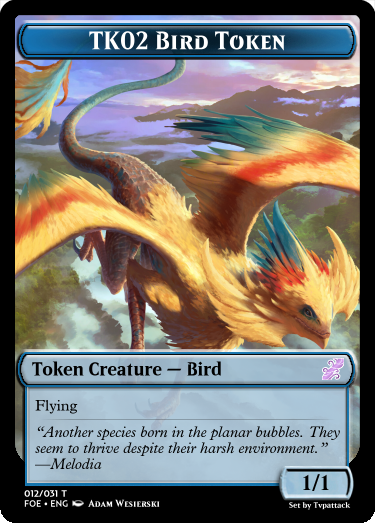 TK02 Bird Token
Token Creature — Bird
Flying
“Another species born in the planar bubbles. They
seem to thrive despite their harsh environment.”
—Melodia
1/1
012/031 T
FOE • ENG Adam Wesierski
Set by Tvpattack